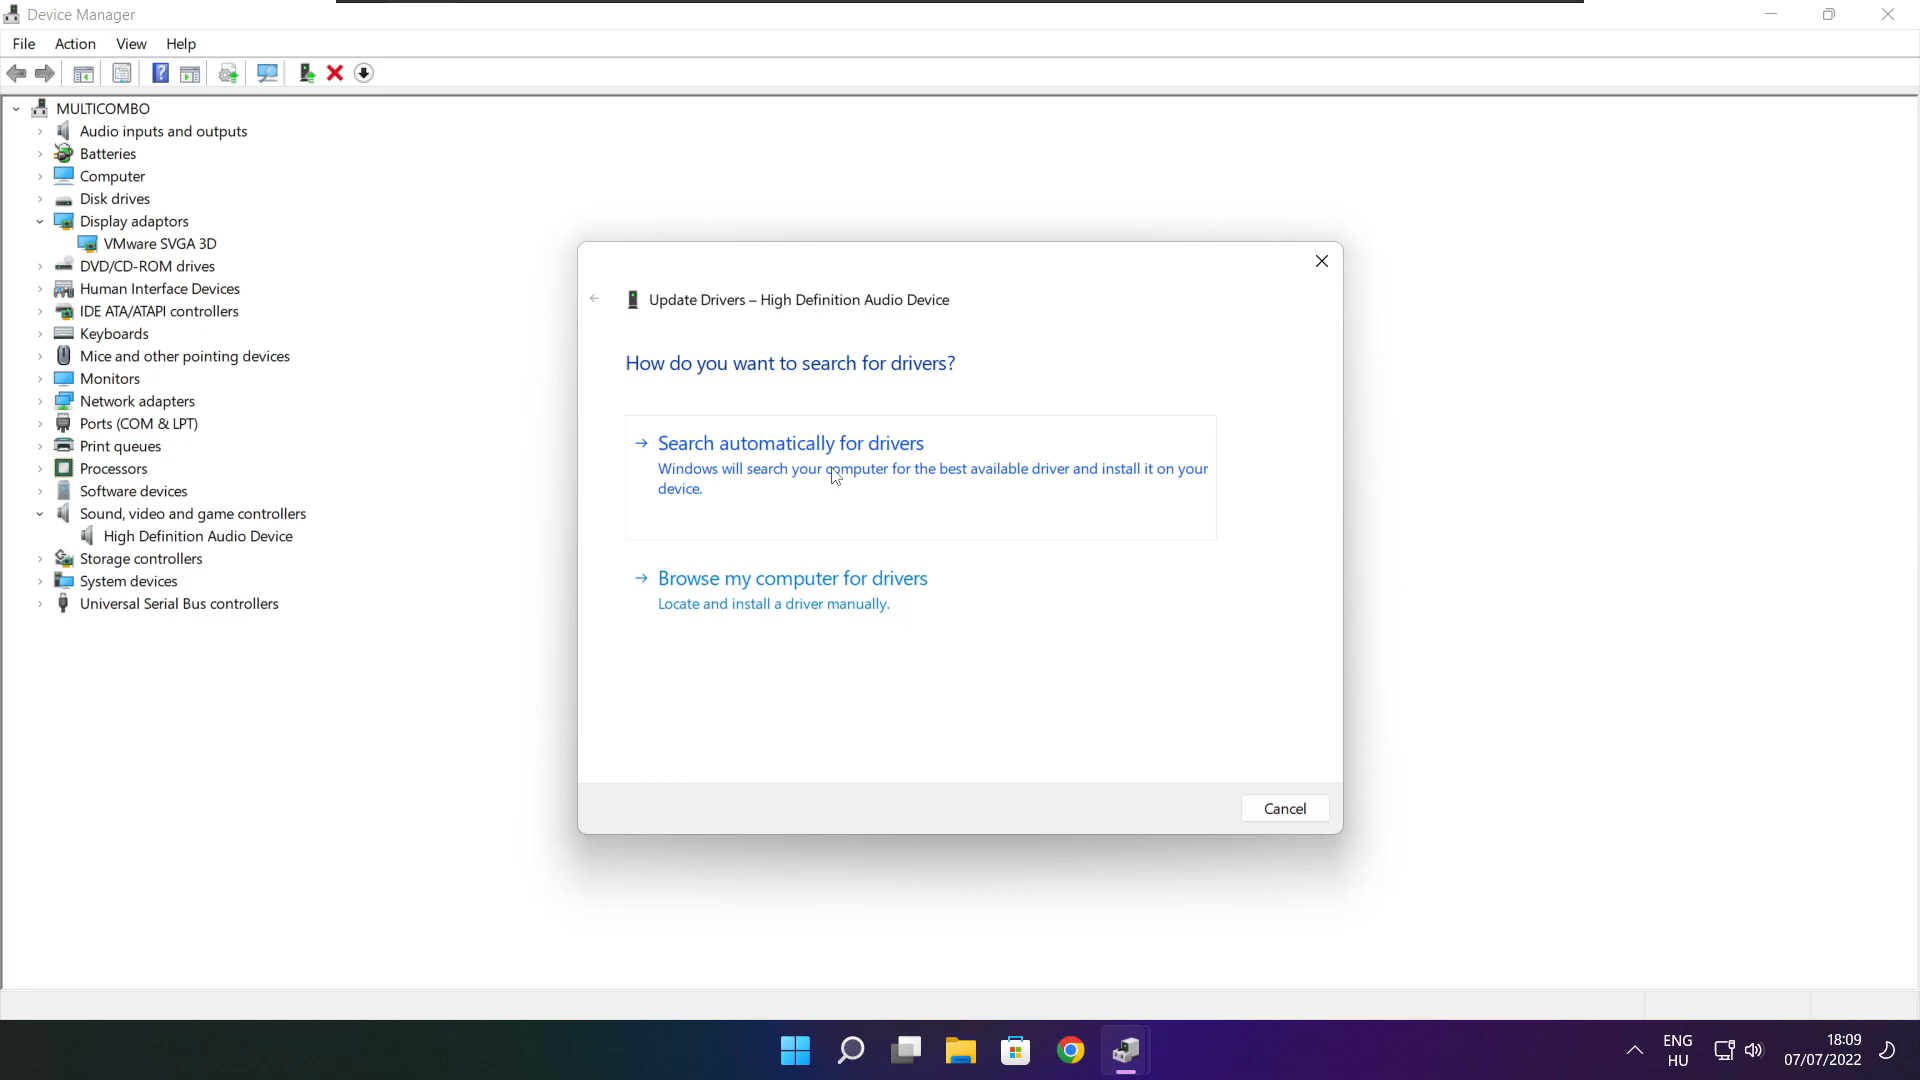 Device Manager
File Action View Help
MULTICOMBO
Audio inputs and outputs
Batteries
Computer
Disk drives
Display adaptors
VMware SVGA 3D
DVD/CD-ROM drives
Human Interface Devices
IDE ATA/ATAPI controllers
Keyboards
Mice and other pointing devices
Monitors
Network adapters
Ports (COM & LPT)
Print queues
Processors
Software devices
Sound, video and game controllers
High Definition Audio Device
Storage controllers
System devices
Universal Serial Bus controllers
Update Drivers – High Definition Audio Device
How do you want to search for drivers?
Search automatically for drivers
Windows will search your computer for the best available driver and install it on your
device.
Browse my computer for drivers
Locate and install a driver manually.
Cancel
ENG
HU
18:09
07/07/2022